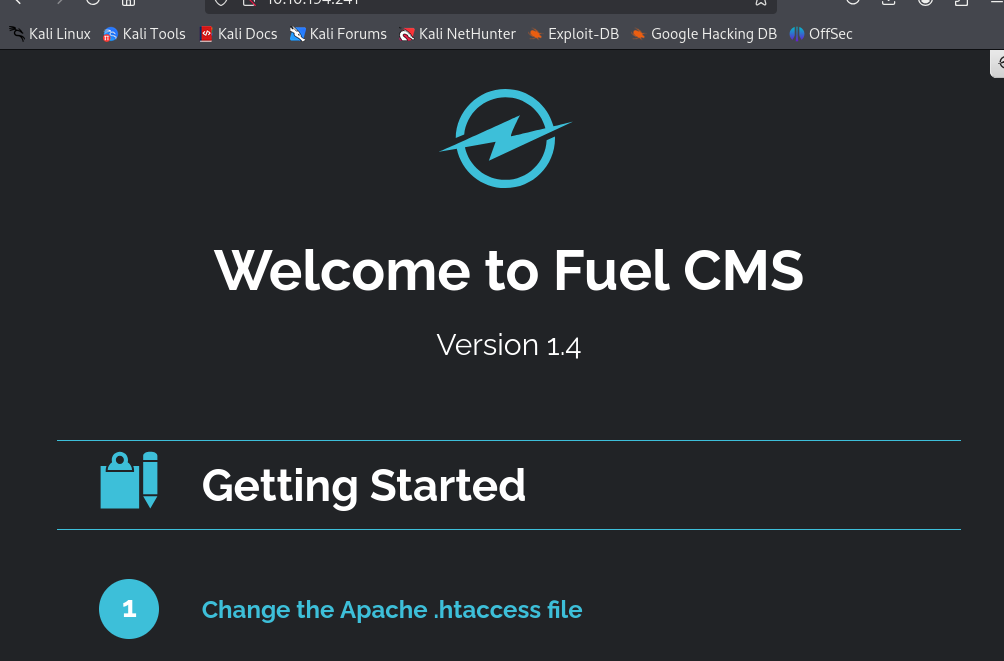 Kali Linux Kali Tools Kali Docs Kali Forums Kali NetHunter Exploit-DB Google Hacking DB OffSec
Welcome to Fuel CMS
Version 1.4
Getting Started
1 Change the Apache .htaccess file